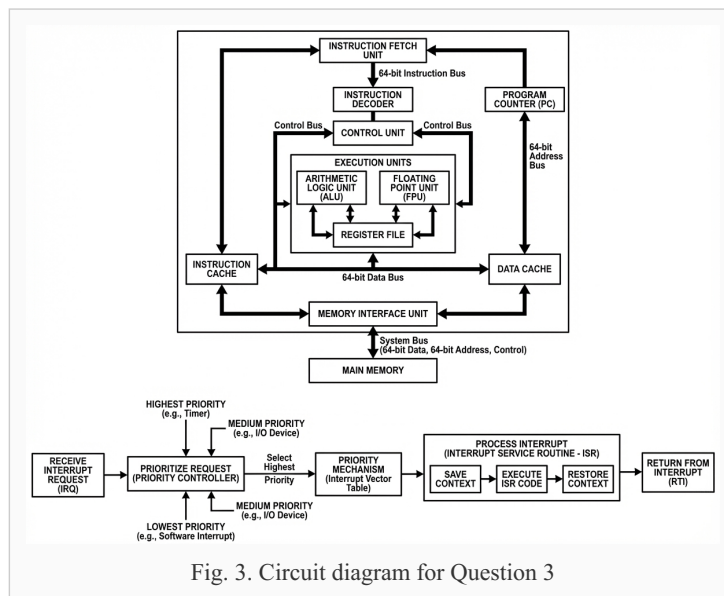 INSTRUCTION FETCH
UNIT
64-bit Instruction Bus
INSTRUCTION
DECODER
PROGRAM
COUNTER (PC)
Control Bus
CONTROL UNIT
Control Bus
64-bit
Address
Bus
EXECUTION UNITS
ARITHMETIC
LOGIC UNIT
(ALU)
FLOATING
POINT UNIT
(FPU)
REGISTER FILE
INSTRUCTION
CACHE
64-bit Data Bus
DATA CACHE
MEMORY INTERFACE UNIT
System Bus
(64-bit Data, 64-bit Address, Control)
MAIN MEMORY
HIGHEST PRIORITY
(e.g., Timer)
MEDIUM PRIORITY
(e.g., I/O Device)
RECEIVE
INTERRUPT
REQUEST
(IRQ)
PRIORITIZE REQUEST
(PRIORITY CONTROLLER)
Select
Highest
Priority
PRIORITY
MECHANISM
(Interrupt Vector
Table)
PROCESS INTERRUPT
(INTERRUPT SERVICE ROUTINE - ISR)
SAVE
CONTEXT
EXECUTE
ISR CODE
RESTORE
CONTEXT
RETURN FROM
INTERRUPT
(RTI)
MEDIUM PRIORITY
(e.g., I/O Device)
LOWEST PRIORITY
(e.g., Software Interrupt)
Fig. 3. Circuit diagram for Question 3